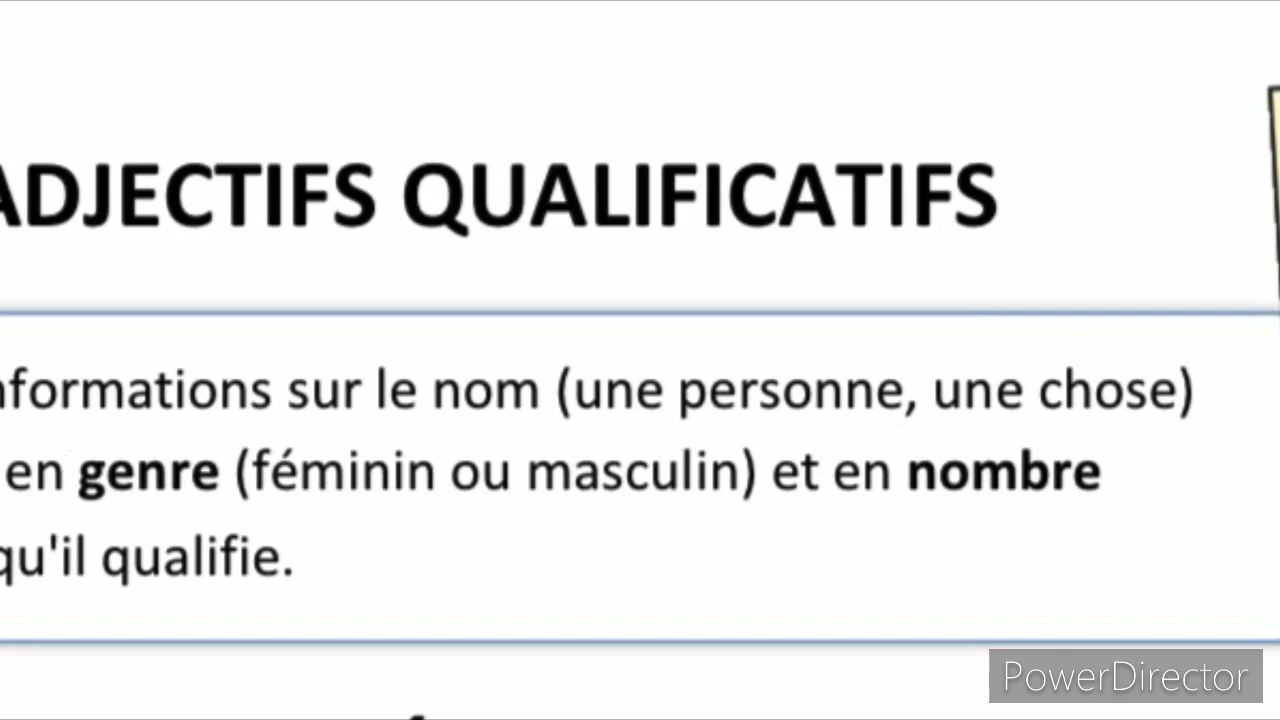 ADJECTIFS QUALIFICATIFS
nformations sur le nom (une personne, une chose)
en genre (féminin ou masculin) et en nombre
qu'il qualifie.
PowerDirector